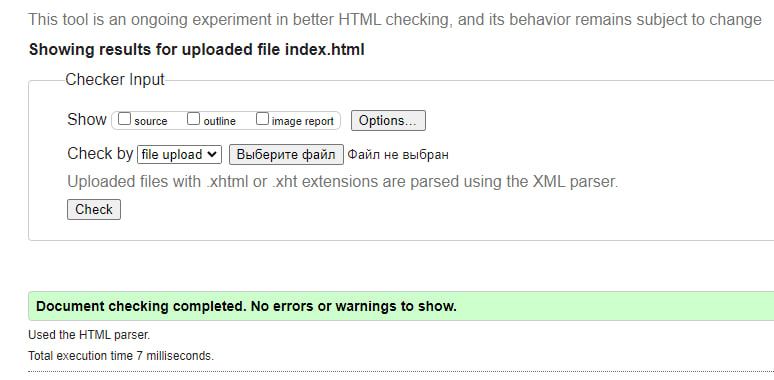 This tool is an ongoing experiment in better HTML checking, and its behavior remains subject to change
Showing results for uploaded file index.html
Checker Input
Show source outline image report Options...
Check by file upload Выберите файл Файл не выбран
Uploaded files with .xhtml or .xht extensions are parsed using the XML parser.
Check
Document checking completed. No errors or warnings to show.
Used the HTML parser.
Total execution time 7 milliseconds.